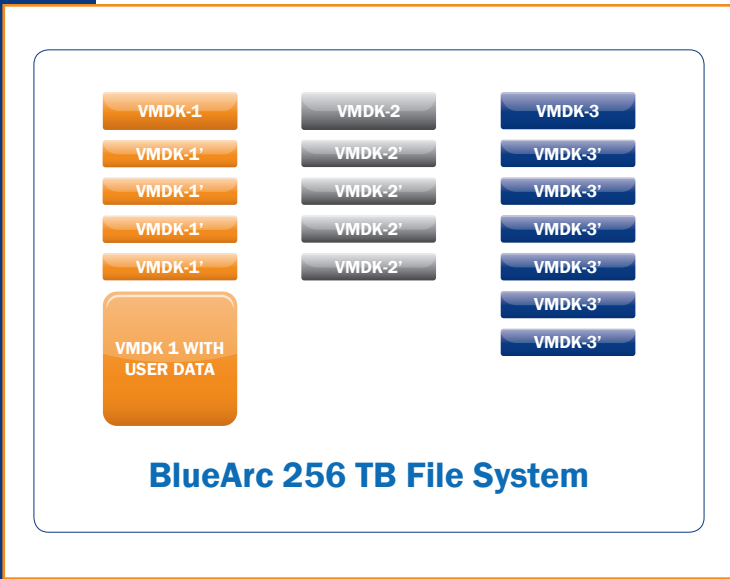 VMDK-1
VMDK-1’
VMDK-1’
VMDK-1’
VMDK-1’
VMDK 1 WITH
USER DATA
VMDK-2
VMDK-2’
VMDK-2’
VMDK-2’
VMDK-2’
VMDK-3
VMDK-3’
VMDK-3’
VMDK-3’
VMDK-3’
VMDK-3’
VMDK-3’
BlueArc 256 TB File System